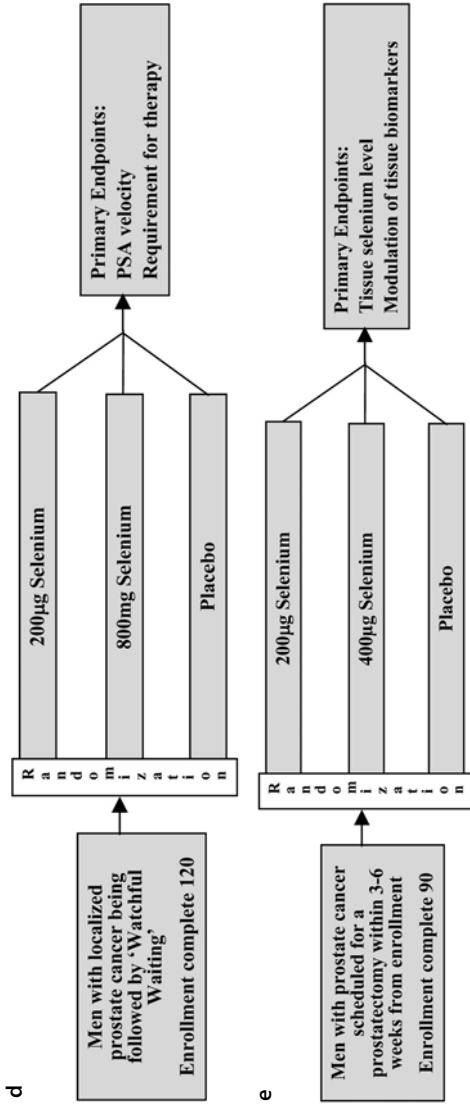 d
Men with localized
prostate cancer being
followed by ‘Watchful
Waiting’
Enrollment complete 120
Randomization
200µg Selenium
800mg Selenium
Placebo
Primary Endpoints:
PSA velocity
Requirement for therapy
e
Men with prostate cancer
scheduled for a
prostatectomy within 3-6
weeks from enrollment
Enrollment complete 90
Randomization
200µg Selenium
400µg Selenium
Placebo
Primary Endpoints:
Tissue selenium level
Modulation of tissue biomarkers